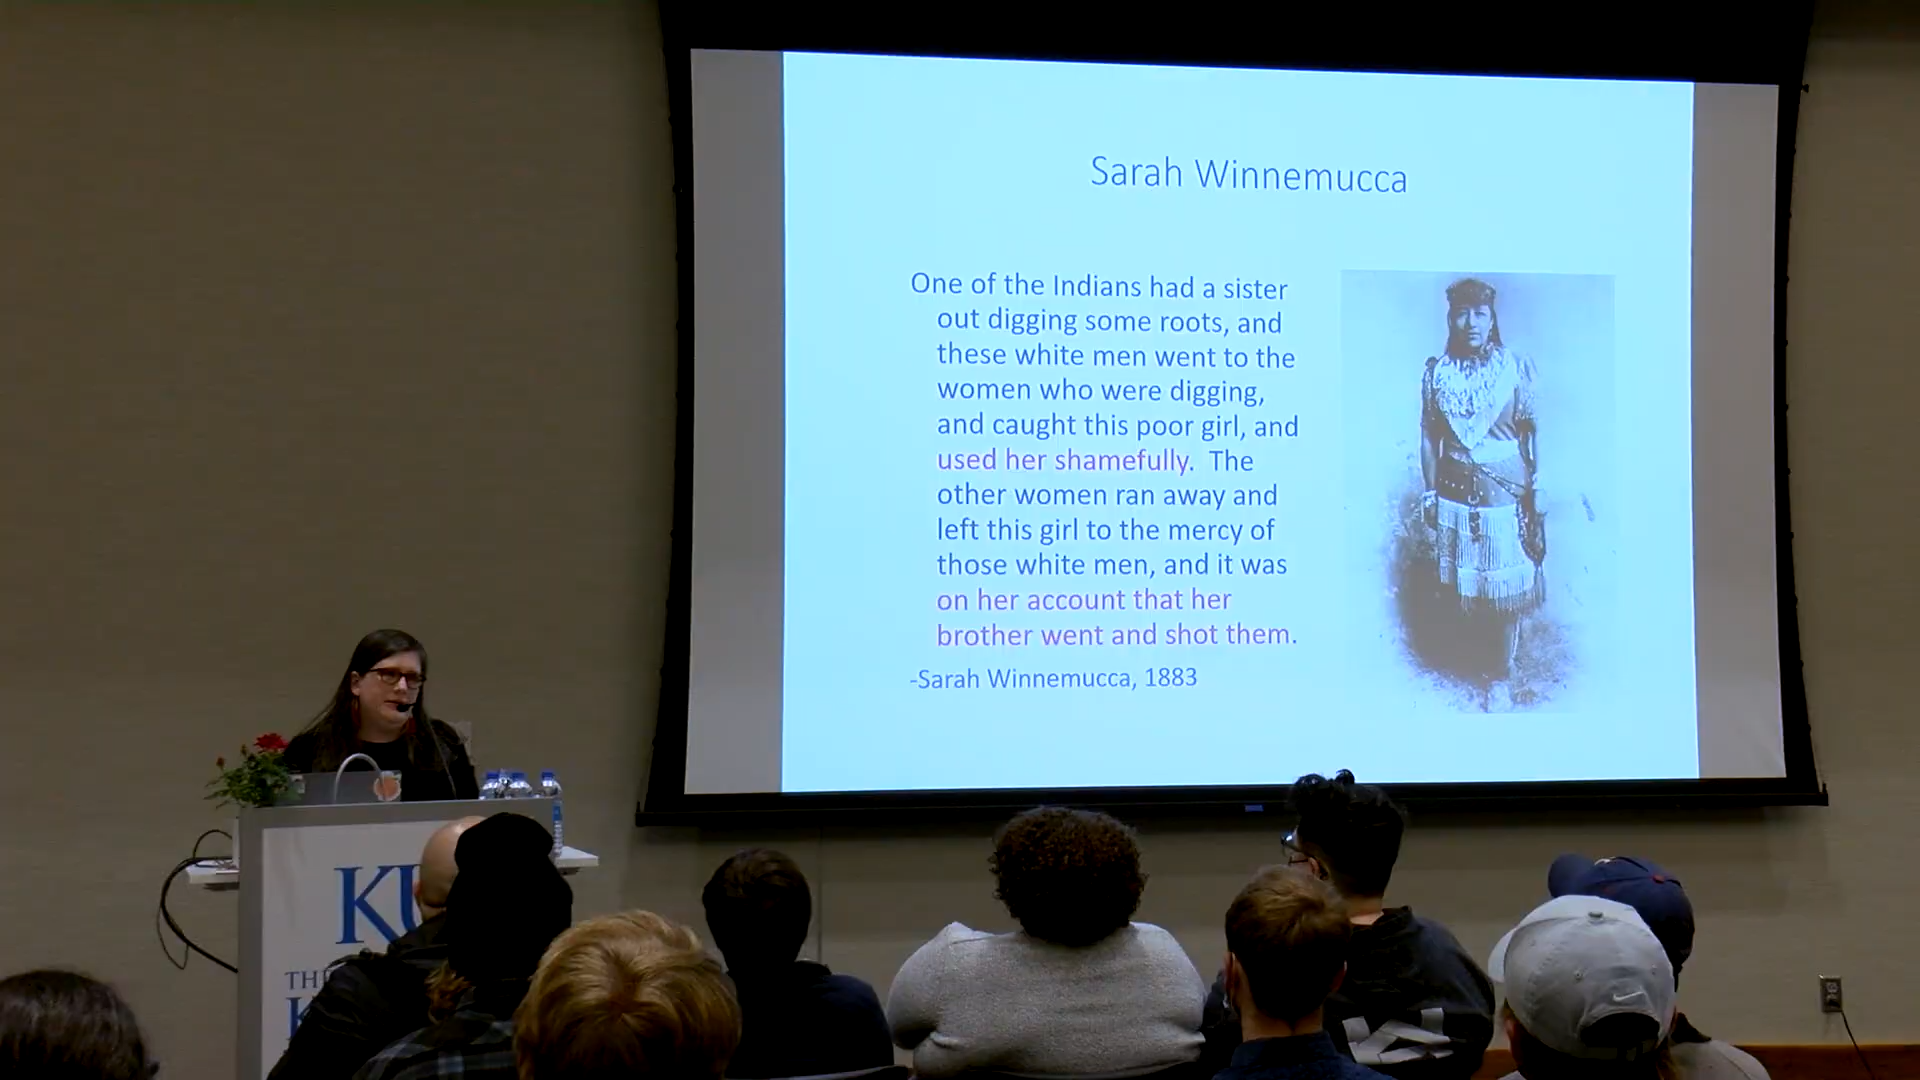 Sarah Winnemucca
One of the Indians had a sister
out digging some roots, and
these white men went to the
women who were digging,
and caught this poor girl, and
used her shamefully. The
other women ran away and
left this girl to the mercy of
those white men, and it was
on her account that her
brother went and shot them.
-Sarah Winnemucca, 1883
KU